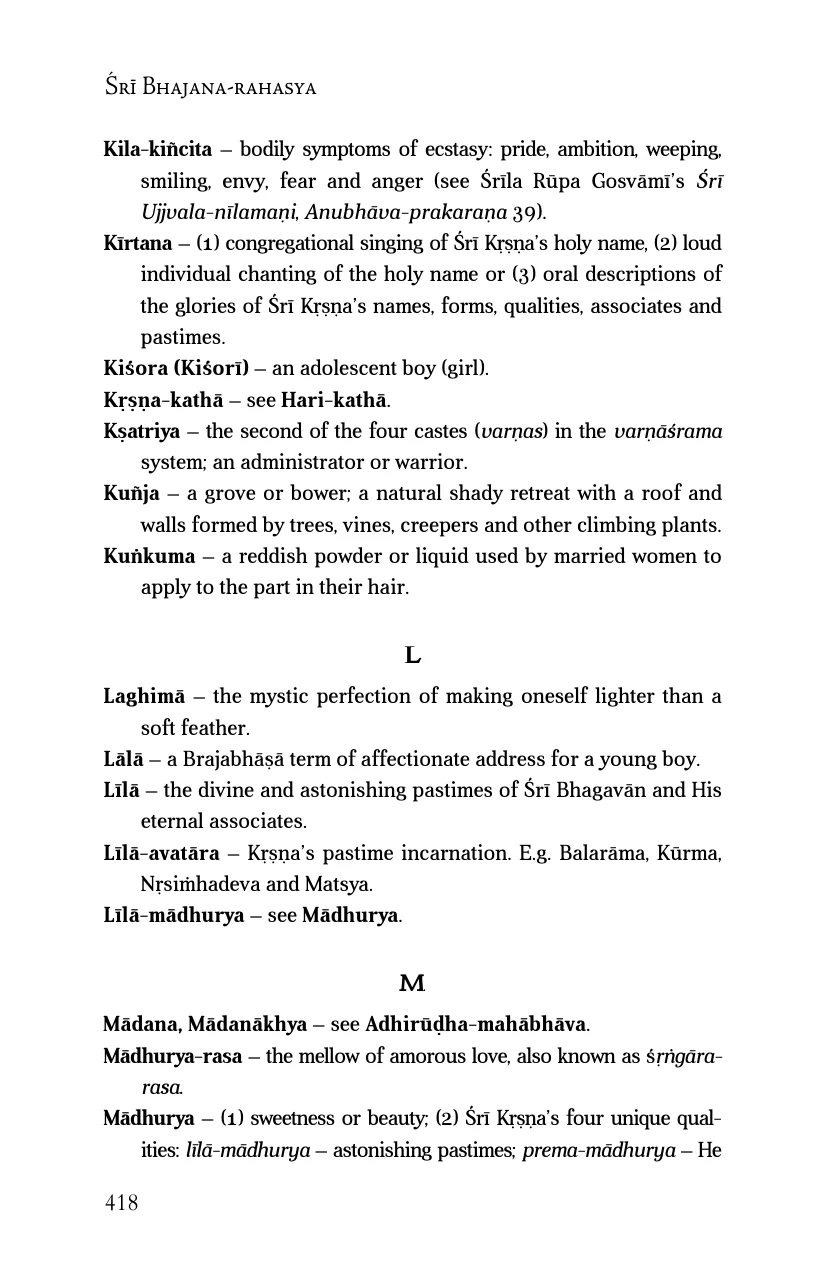 Śrī Bhajana-rahasya
Kila-kiñcita – bodily symptoms of ecstasy: pride, ambition, weeping,
smiling, envy, fear and anger (see Śrīla Rūpa Gosvāmī’s Śrī
Ujjvala-nīlamaṇi, Anubhāva-prakaraṇa 39).
Kīrtana – (1) congregational singing of Śrī Kṛṣṇa’s holy name, (2) loud
individual chanting of the holy name or (3) oral descriptions of
the glories of Śrī Kṛṣṇa’s names, forms, qualities, associates and
pastimes.
Kiśora (Kiśorī) – an adolescent boy (girl).
Kṛṣṇa-kathā – see Hari-kathā.
Kṣatriya – the second of the four castes (varṇas) in the varṇāśrama
system; an administrator or warrior.
Kuñja – a grove or bower; a natural shady retreat with a roof and
walls formed by trees, vines, creepers and other climbing plants.
Kuṅkuma – a reddish powder or liquid used by married women to
apply to the part in their hair.
L
Laghimā – the mystic perfection of making oneself lighter than a
soft feather.
Lālā – a Brajabhāṣā term of affectionate address for a young boy.
Līlā – the divine and astonishing pastimes of Śrī Bhagavān and His
eternal associates.
Līlā-avatāra – Kṛṣṇa’s pastime incarnation. E.g. Balarāma, Kūrma,
Nṛsiṁhadeva and Matsya.
Līlā-mādhurya – see Mādhurya.
M
Mādana, Mādanākhya – see Adhirūḍha-mahābhāva.
Mādhurya-rasa – the mellow of amorous love, also known as śṛṅgāra-
rasa.
Mādhurya – (1) sweetness or beauty; (2) Śrī Kṛṣṇa’s four unique qual-
ities: līlā-mādhurya – astonishing pastimes; prema-mādhurya – He
418